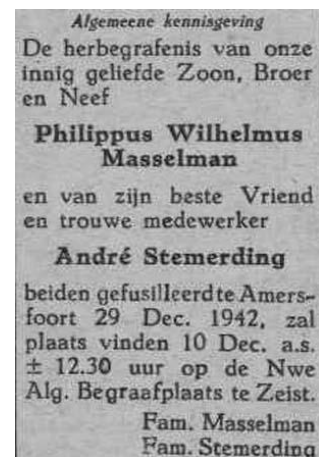 Algemeene kennisgeving
De herbegrafenis van onze
innig geliefde Zoon, Broer
en Neef
Philippus Wilhelmus
Masselman
en van zijn beste Vriend
en trouwe medewerker
André Stemerding
beiden gefusilleerd te Amers-
foort 29 Dec. 1942, zal
plaats vinden 10 Dec. a.s.
± 12.30 uur op de Nwe
Alg. Begraafplaats te Zeist.
Fam. Masselman
Fam. Stemerding